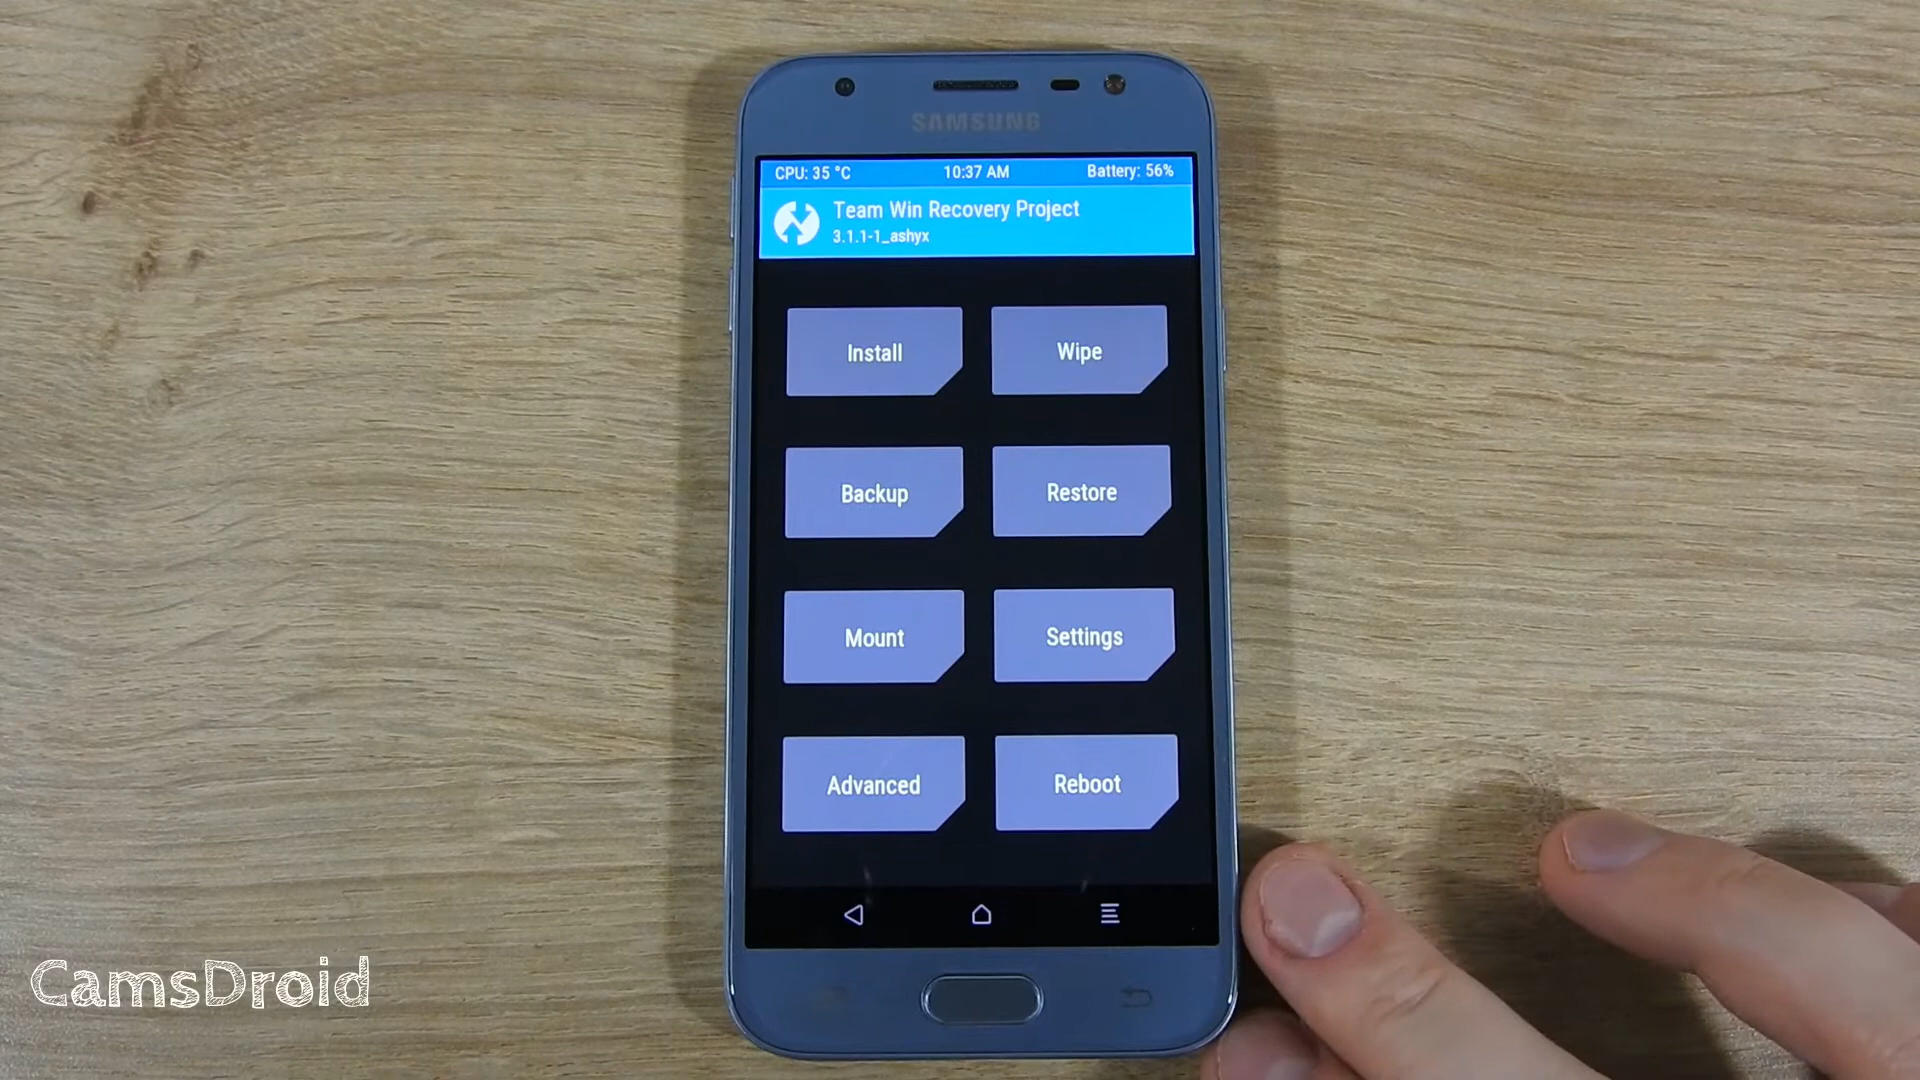 SAMSUNG
CPU: 35 °C 10:37 AM Battery: 56%
Team Win Recovery Project
3.1.1-1_ashyx
Install Wipe
Backup Restore
Mount Settings
Advanced Reboot
CamsDroid